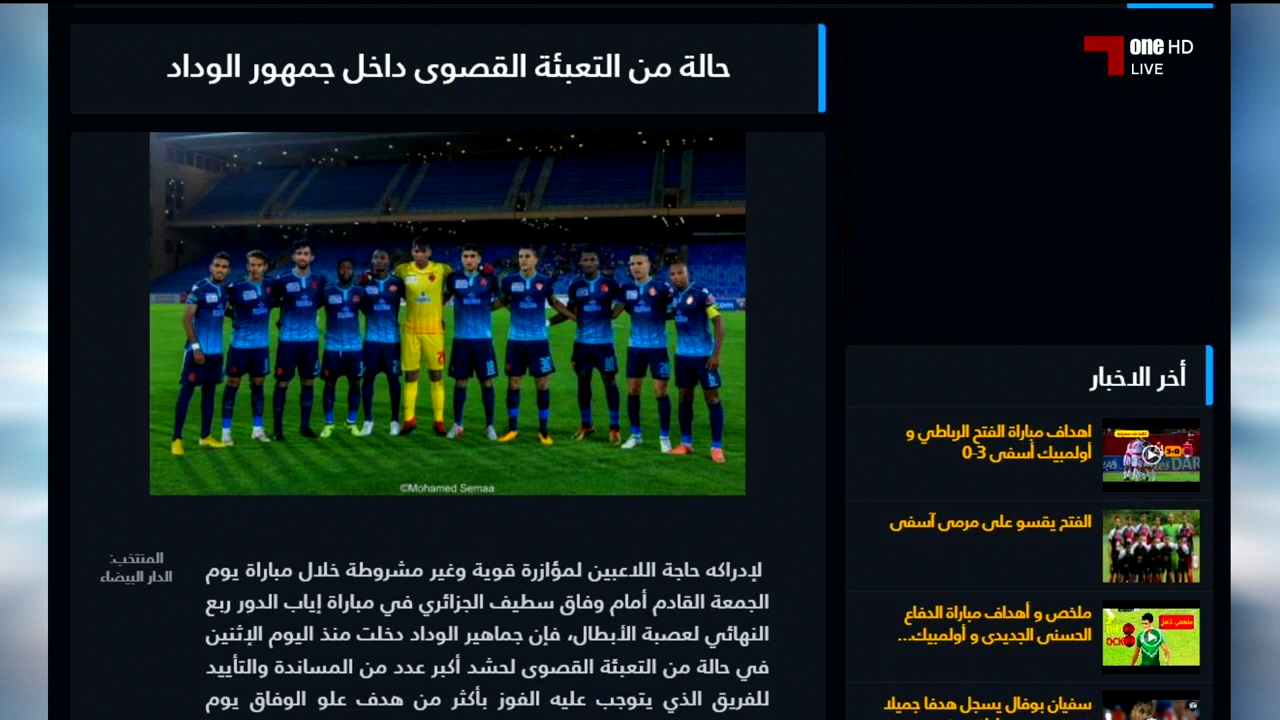 one HD
LIVE
حالة من التعبئة القصوى داخل جمهور الوداد
©Mohamed Semaa
المنتخب:
الدار البيضاء
لإدراكه حاجة اللاعبين لمؤازرة قوية وغير مشروطة خلال مباراة يوم
الجمعة القادم أمام وفاق سطيف الجزائري في مباراة إياب الدور ربع
النهائي لعصبة الأبطال، فإن جماهير الوداد دخلت منذ اليوم الإثنين
في حالة من التعبئة القصوى لحشد أكبر عدد من المساندة والتأييد
للفريق الذي يتوجب عليه الفوز بأكثر من هدف علو الوفاق يوم
أخر الاخبار
اهداف مباراة الفتح الرباطي و
أولمبيك أسفي 3-0
الفتح يقسو على مرمى آسفي
ملخص و أهداف مباراة الدفاع
الحسني الجديدي و أولمبيك...
سفيان بوفال يسجل هدفا جميلا